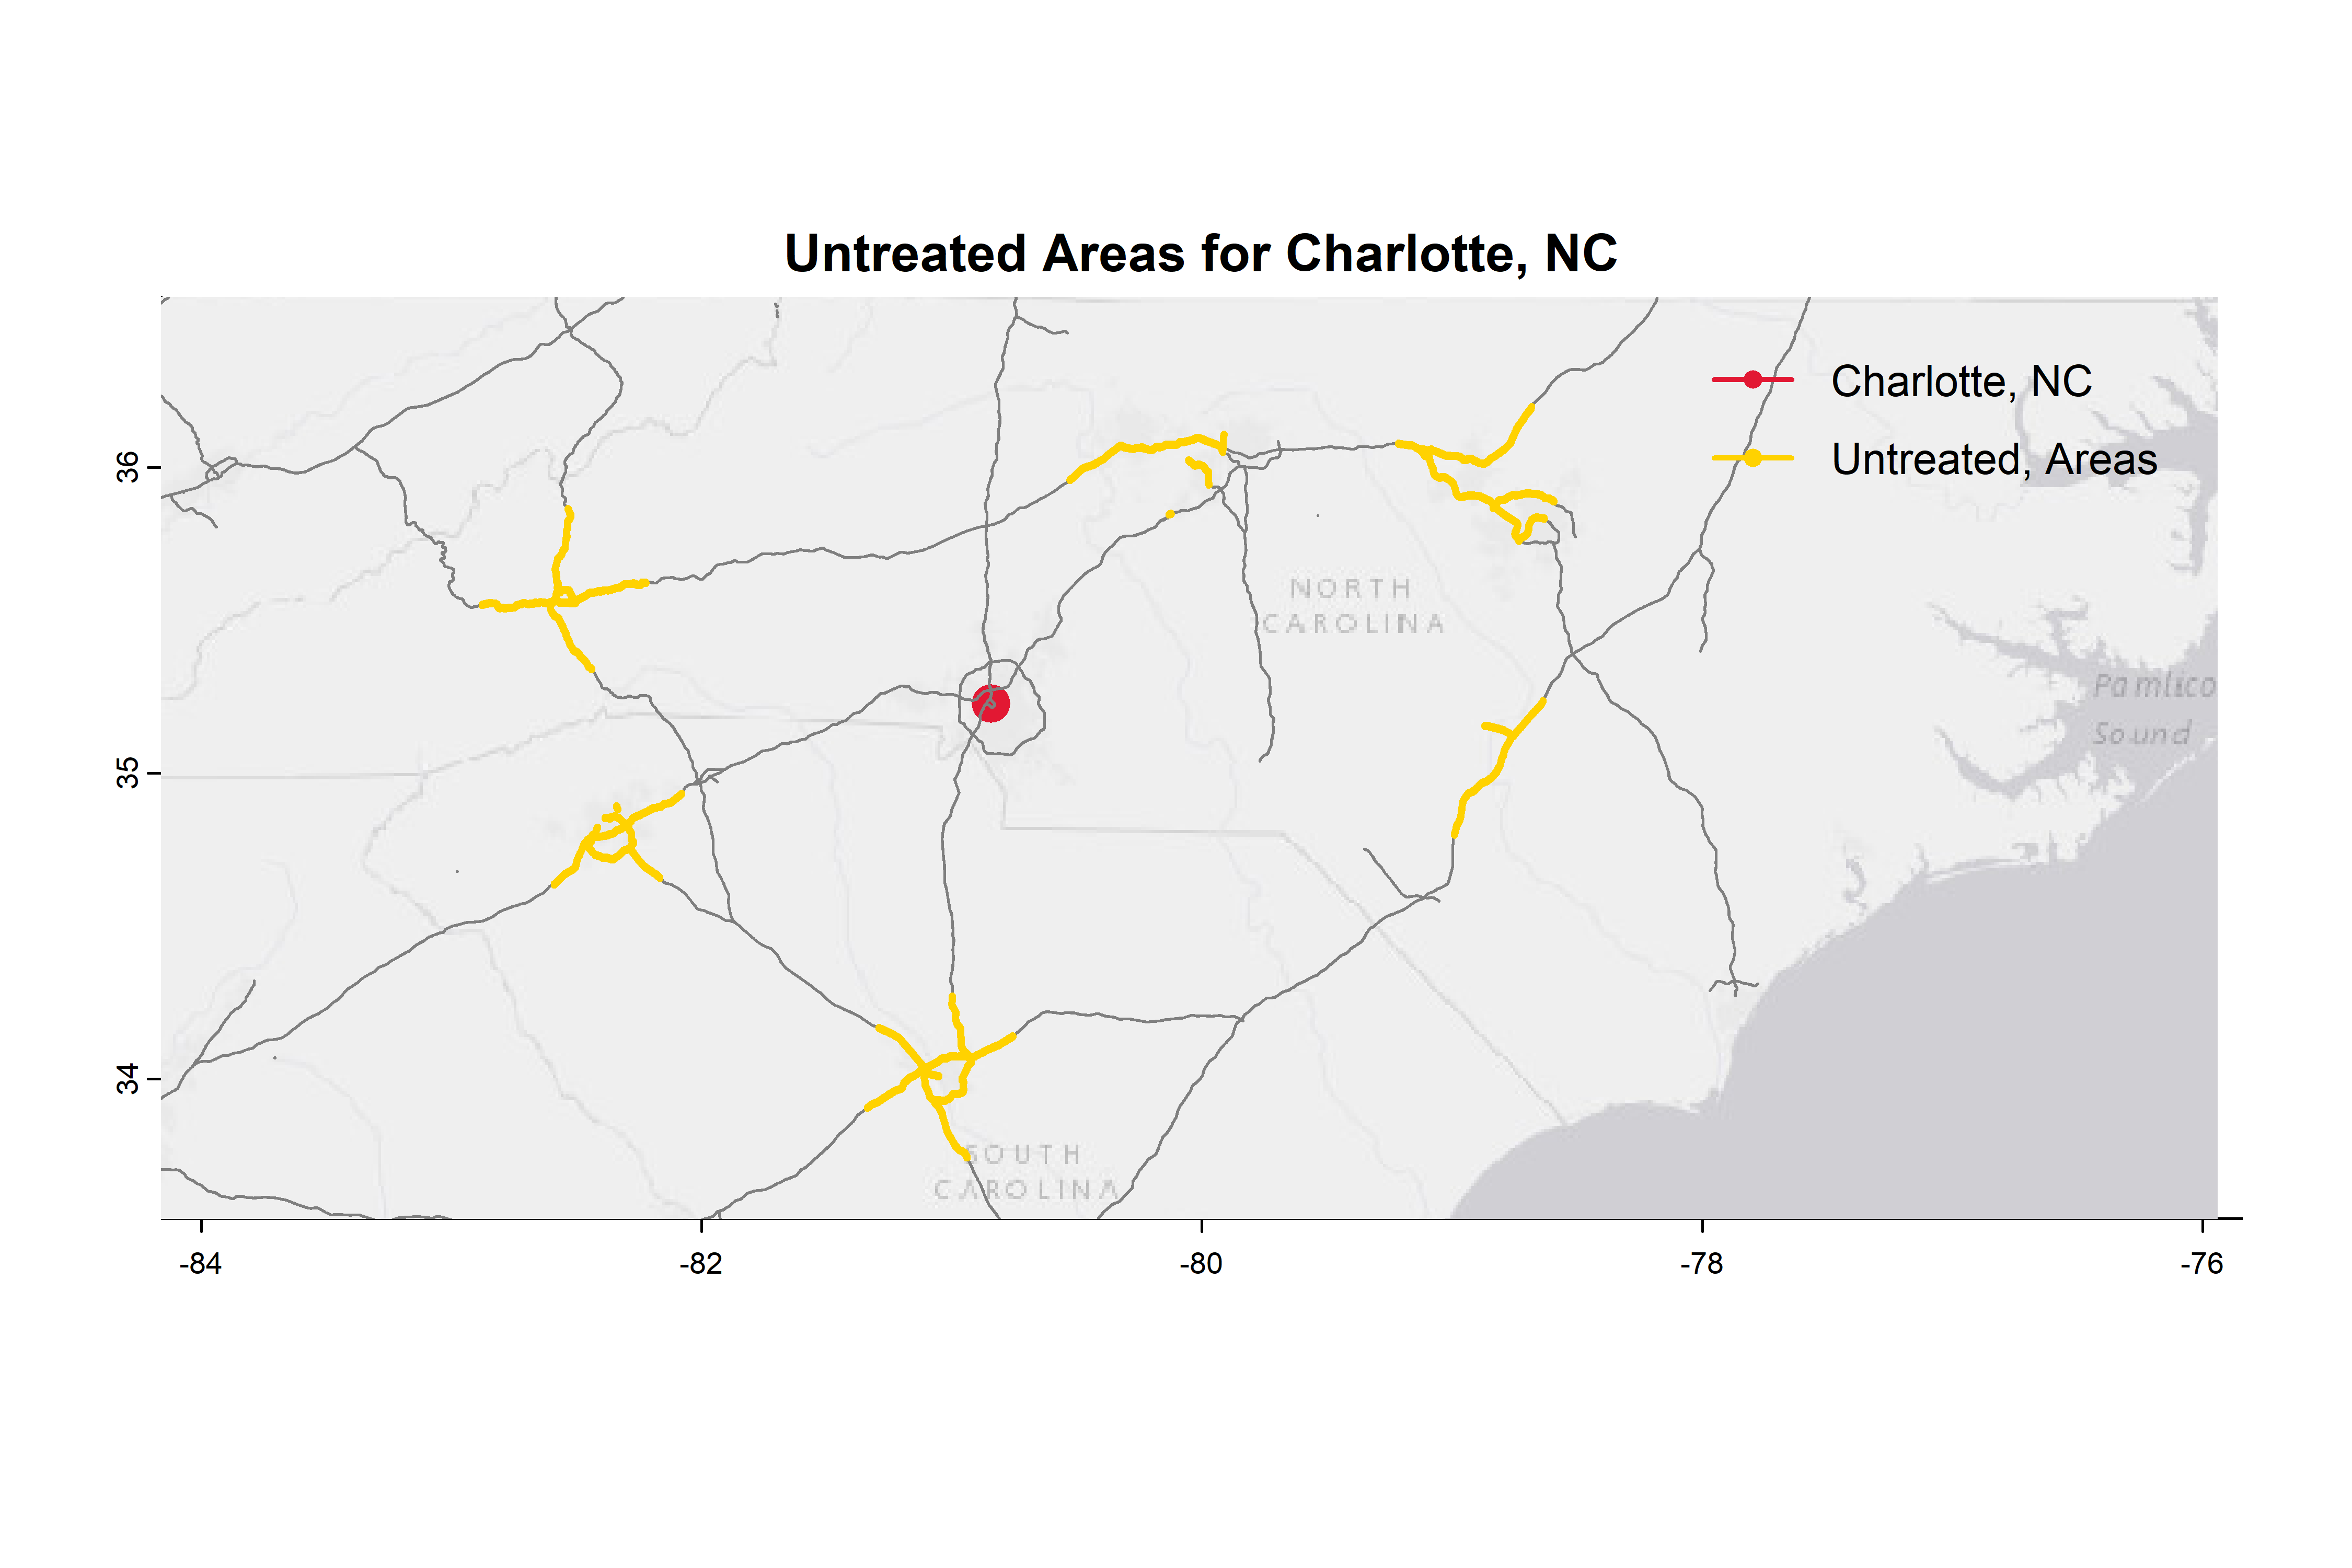 Untreated Areas for Charlotte, NC
Charlotte, NC
Untreated, Areas
36
35
34
NORTH
CAROLINA
Pamlico
Sound
SOUTH
CAROLINA
-84
-82
-80
-78
-76